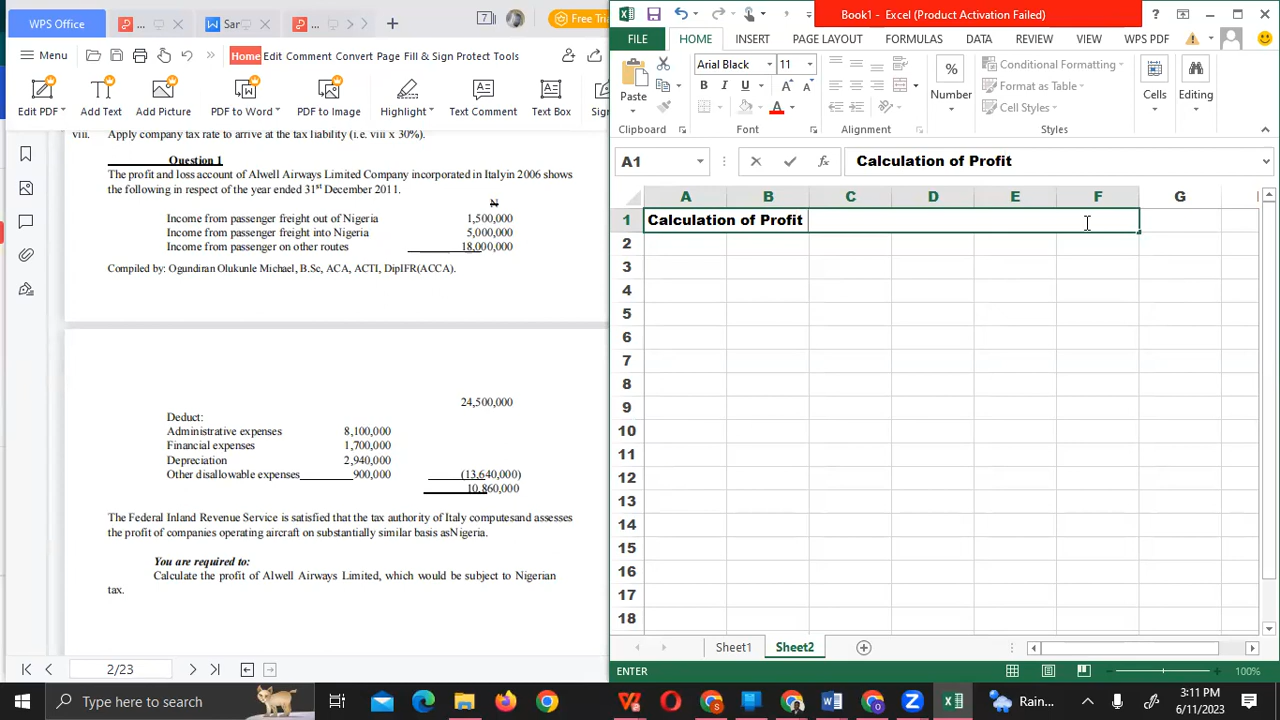 WPS Office
...
Sar
...
7
Free Tria
Menu
Home Edit Comment Convert Page Fill & Sign Protect Tools
Edit PDF
Add Text
Add Picture
PDF to Word
PDF to Image
Highlight
Text Comment
Text Box
Sign
viii. Apply company tax rate to arrive at the tax liability (i.e. viii x 30%).
Question 1
The profit and loss account of Alwell Airways Limited Company incorporated in Italyin 2006 shows
the following in respect of the year ended 31st December 2011.
N
Income from passenger freight out of Nigeria 1,500,000
Income from passenger freight into Nigeria 5,000,000
Income from passenger on other routes 18,000,000
Compiled by: Ogundiran Olukunle Michael, B.Sc, ACA, ACTI, DipIFR(ACCA).
24,500,000
Deduct:
Administrative expenses 8,100,000
Financial expenses 1,700,000
Depreciation 2,940,000
Other disallowable expenses 900,000 (13,640,000)
10,860,000
The Federal Inland Revenue Service is satisfied that the tax authority of Italy computesand assesses
the profit of companies operating aircraft on substantially similar basis asNigeria.
You are required to:
Calculate the profit of Alwell Airways Limited, which would be subject to Nigerian
tax.
2/23
Book1 - Excel (Product Activation Failed)
FILE HOME INSERT PAGE LAYOUT FORMULAS DATA REVIEW VIEW WPS PDF
Paste
Clipboard
Arial Black 11
B I U
Font
Alignment
%
Number
Conditional Formatting
Format as Table
Cell Styles
Styles
Cells
Editing
A1
fx
Calculation of Profit
A B C D E F G
1 Calculation of Profit
2
3
4
5
6
7
8
9
10
11
12
13
14
15
16
17
18
Sheet1 Sheet2
ENTER
100%
Type here to search
Rain...
3:11 PM
6/11/2023